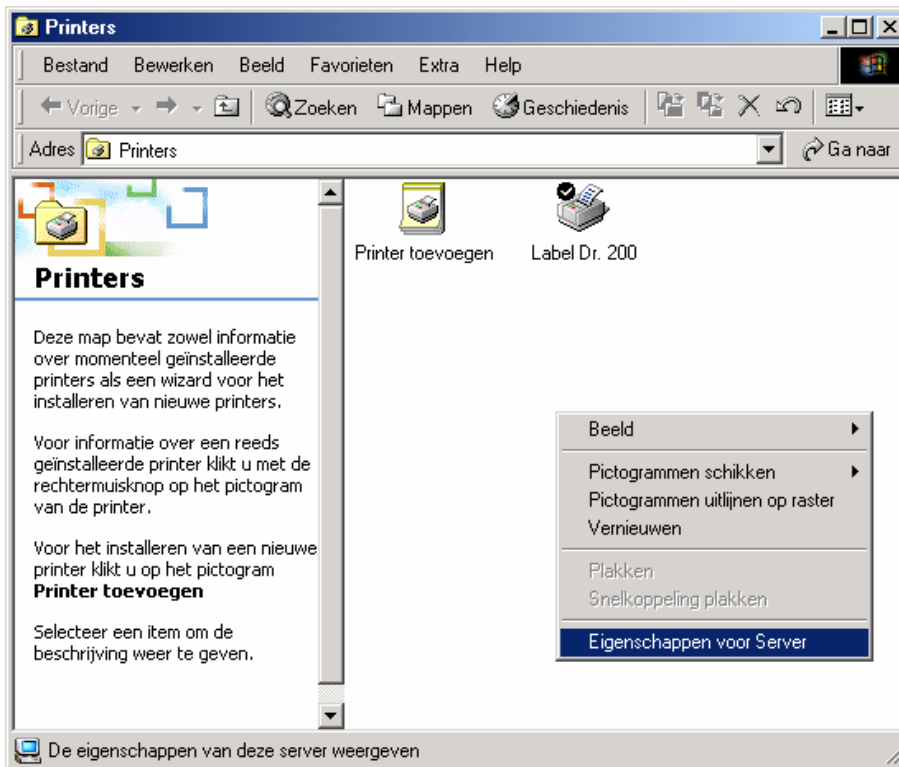 Printers
Bestand Bewerken Beeld Favorieten Extra Help
Vorige Zoeken Mappen Geschiedenis
Adres Printers Ga naar
Printers
Deze map bevat zowel informatie
over momenteel geïnstalleerde
printers als een wizard voor het
installeren van nieuwe printers.
Voor informatie over een reeds
geïnstalleerde printer klikt u met de
rechtermuisknop op het pictogram
van de printer.
Voor het installeren van een nieuwe
printer klikt u op het pictogram
Printer toevoegen
Selecteer een item om de
beschrijving weer te geven.
Printer toevoegen
Label Dr. 200
Beeld
Pictogrammen schikken
Pictogrammen uitlijnen op raster
Vernieuwen
Plakken
Snelkoppeling plakken
Eigenschappen voor Server
De eigenschappen van deze server weergeven